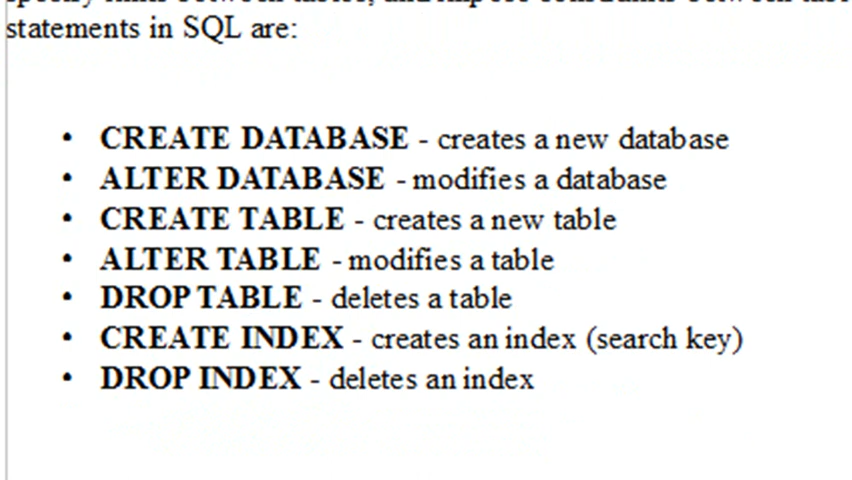 statements in SQL are:
• CREATE DATABASE - creates a new database
• ALTER DATABASE - modifies a database
• CREATE TABLE - creates a new table
• ALTER TABLE - modifies a table
• DROP TABLE - deletes a table
• CREATE INDEX - creates an index (search key)
• DROP INDEX - deletes an index